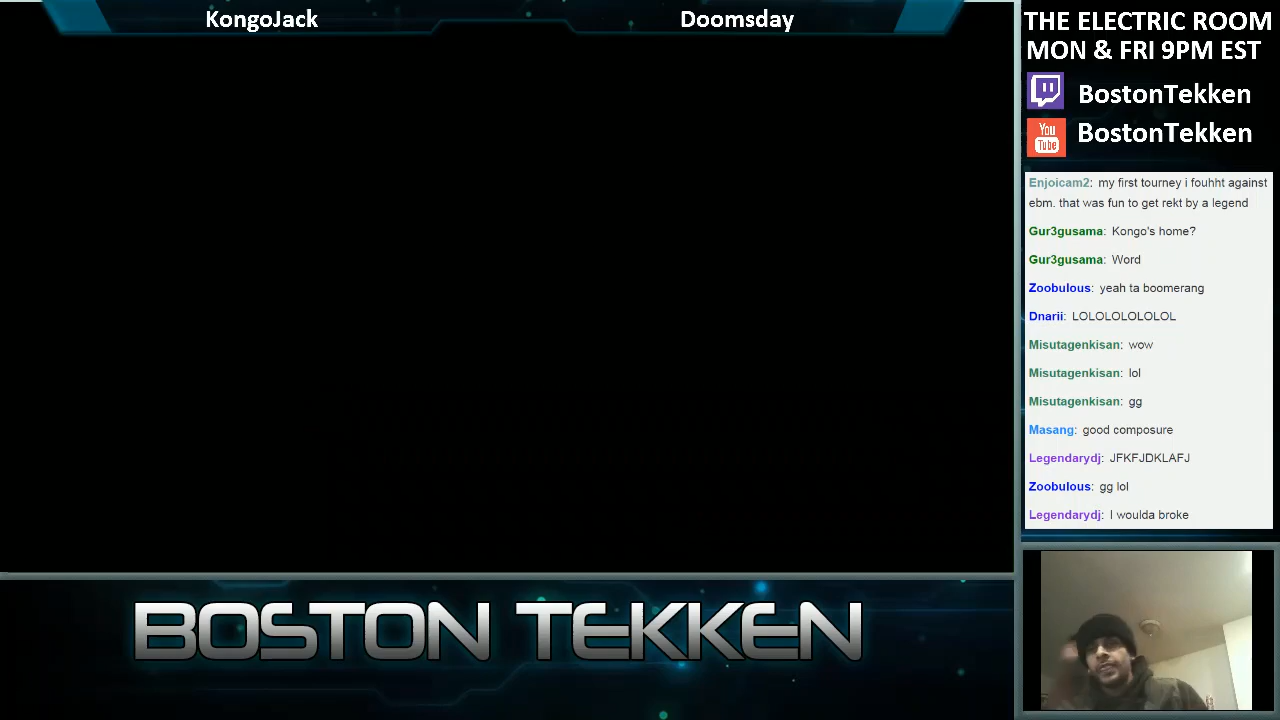 KongoJack
Doomsday
THE ELECTRIC ROOM
MON & FRI 9PM EST
BostonTekken
You
Tube
BostonTekken
Enjoicam2: my first tourney i fouhht against
ebm. that was fun to get rekt by a legend
Gur3gusama: Kongo's home?
Gur3gusama: Word
Zoobulous: yeah ta boomerang
Dnarii: LOLOLOLOLOLOL
Misutagenkisan: wow
Misutagenkisan: lol
Misutagenkisan: gg
Masang: good composure
Legendarydj: JFKFJDKLAFJ
Zoobulous: gg lol
Legendarydj: I woulda broke
BOSTON TEKKEN